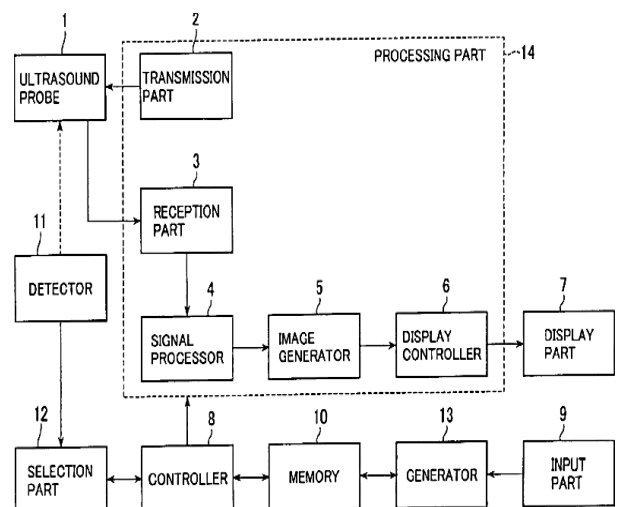 1
2
PROCESSING PART
14
ULTRASOUND
PROBE
TRANSMISSION
PART
3
RECEPTION
PART
11
DETECTOR
4
5
6
7
SIGNAL
PROCESSOR
IMAGE
GENERATOR
DISPLAY
CONTROLLER
DISPLAY
PART
12
8
10
13
9
SELECTION
PART
CONTROLLER
MEMORY
GENERATOR
INPUT
PART